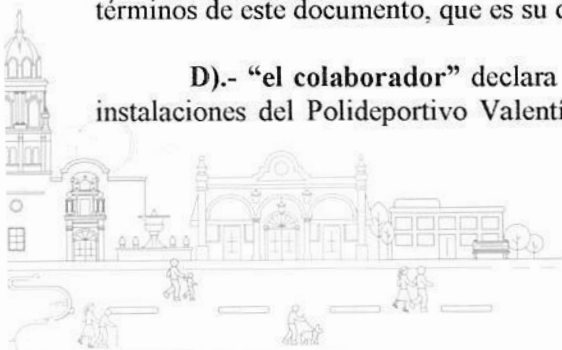 términos de este documento, que es su
D).- “el colaborador” declara
instalaciones del Polideportivo